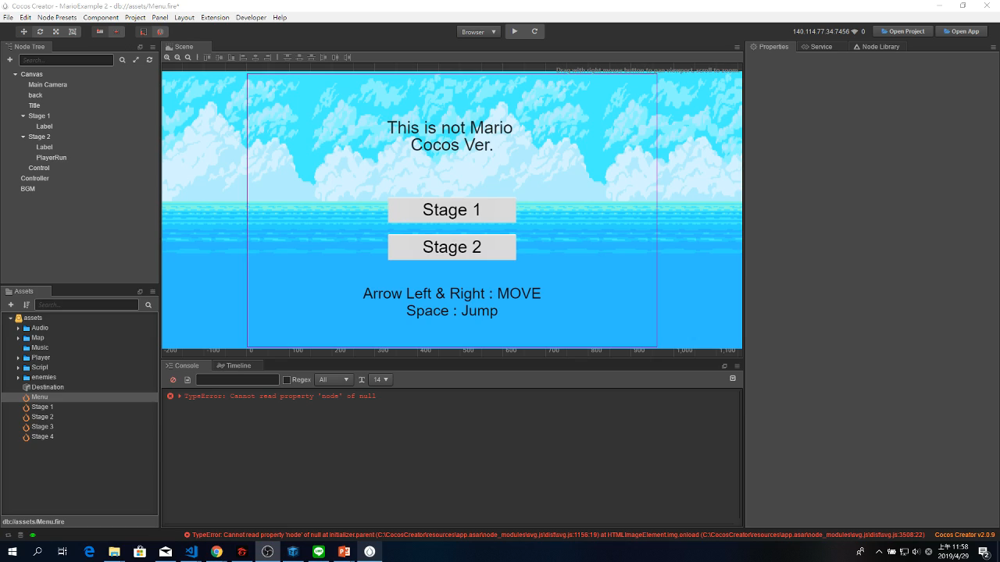 Cocos Creator - MarioExample 2 - db://assets/Menu.fire*
File Edit Node Component Project Panel Layout Extension Developer Help
Browser
140.114.77.34:7456 0 Open Project Open App
Node Tree
Search...
Canvas
Main Camera
back
Title
Stage 1
Label
Stage 2
Label
PlayerRun
Control
Controller
BGM
Assets
Search...
assets
Audio
Map
Music
Player
Script
enemies
Destination
Menu
Stage 1
Stage 2
Stage 3
Stage 4
db://assets/Menu.fire
Scene
Drag with right mouse button to pan viewport, scroll to zoom
This is not Mario
Cocos Ver.
Stage 1
Stage 2
Arrow Left & Right : MOVE
Space : Jump
-200 -100 0 100 200 300 400 500 600 700 800 900 1,000 1,100
Console Timeline
Regex All 14
TypeError: Cannot read property 'node' of null
Properties Service Node Library
TypeError: Cannot read property 'node' of null at initializer.parent (C:\CocosCreator\resources\app.asar\node_modules\svg.js\dist\svg.js:1156:19) at HTMLImageElement.img.onload (C:\CocosCreator\resources\app.asar\node_modules\svg.js\dist\svg.js:3508:22)
Cocos Creator v2.0.9
上午 11:58
2019/4/29
2